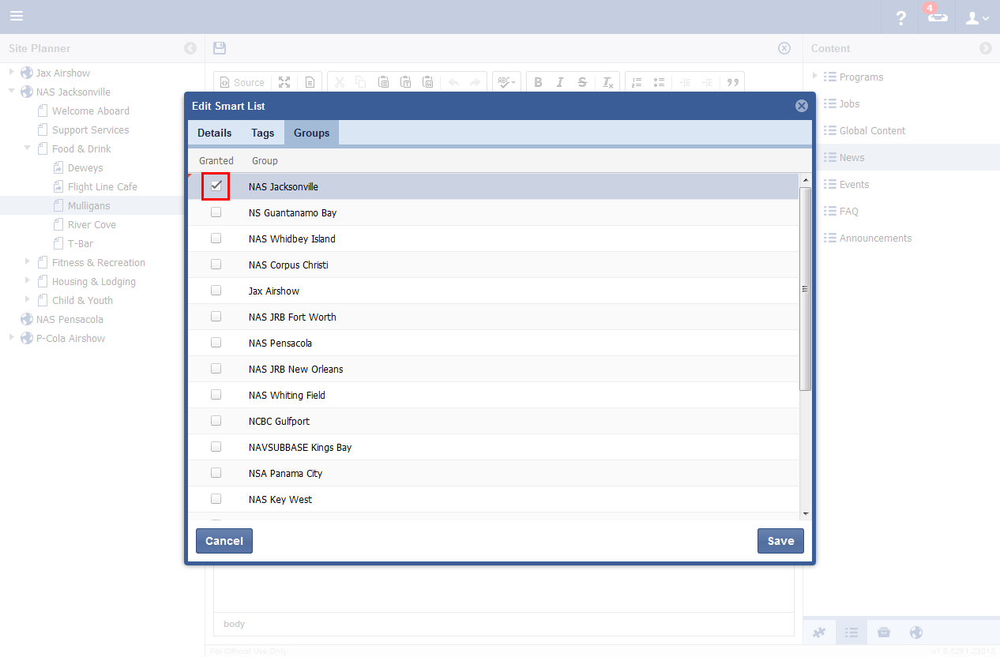 4
Site Planner
Content
Jax Airshow
NAS Jacksonville
Welcome Aboard
Support Services
Food & Drink
Deweys
Flight Line Cafe
Mulligans
River Cove
T-Bar
Fitness & Recreation
Housing & Lodging
Child & Youth
NAS Pensacola
P-Cola Airshow
Source
ABC
B I S Tx
Edit Smart List
Details Tags Groups
Granted Group
NAS Jacksonville
NS Guantanamo Bay
NAS Whidbey Island
NAS Corpus Christi
Jax Airshow
NAS JRB Fort Worth
NAS Pensacola
NAS JRB New Orleans
NAS Whiting Field
NCBC Gulfport
NAVSUBBASE Kings Bay
NSA Panama City
NAS Key West
Cancel Save
body
For Official Use Only
Programs
Jobs
Global Content
News
Events
FAQ
Announcements